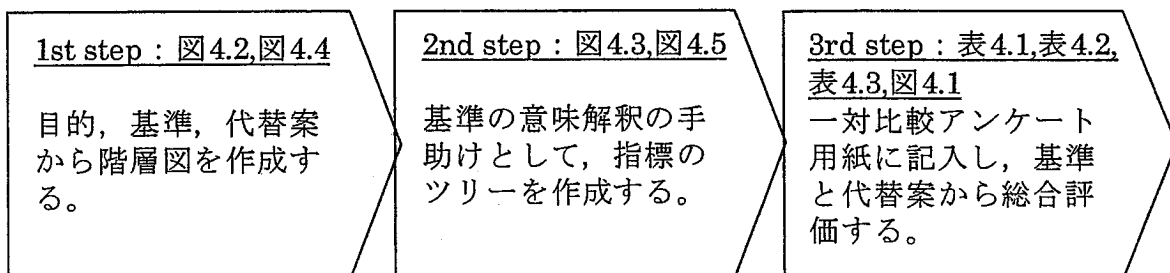 1st step：図4.2,図4.4
目的，基準，代替案
から階層図を作成す
る。
2nd step：図4.3,図4.5
基準の意味解釈の手
助けとして，指標の
ツリーを作成する。
3rd step：表4.1,表4.2,
表4.3,図4.1
一対比較アンケート
用紙に記入し，基準
と代替案から総合評
価する。